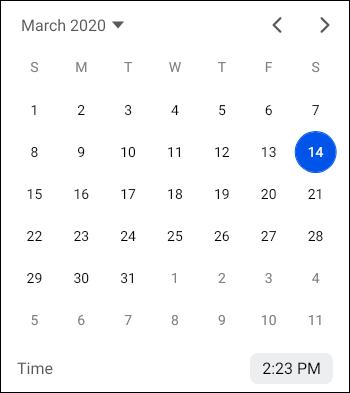 March 2020
S M T W T F S
1 2 3 4 5 6 7
8 9 10 11 12 13 14
15 16 17 18 19 20 21
22 23 24 25 26 27 28
29 30 31 1 2 3 4
5 6 7 8 9 10 11
Time 2:23 PM